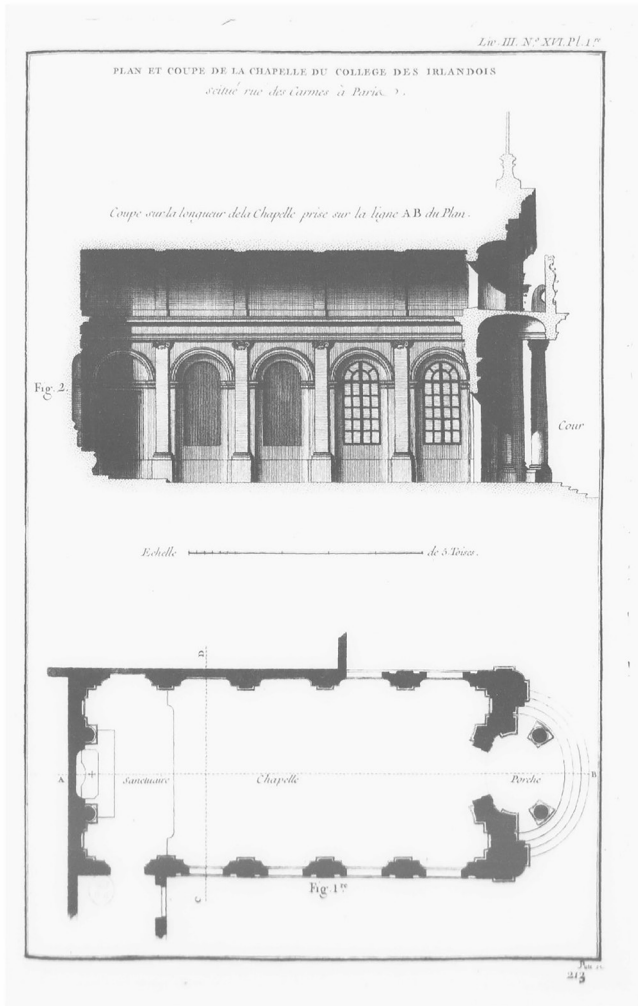 Liv. III. N.º XVI. Pl. 1.re
PLAN ET COUPE DE LA CHAPELLE DU COLLEGE DES IRLANDOIS
scitué rue des Carmes à Paris.
Coupe sur la longueur de la Chapelle prise sur la ligne AB du Plan.
Fig. 2.
Cour
Echelle de 5 Toises.
D
A
Sanctuaire
Chapelle
Porche
B
C
Fig. 1.re
213